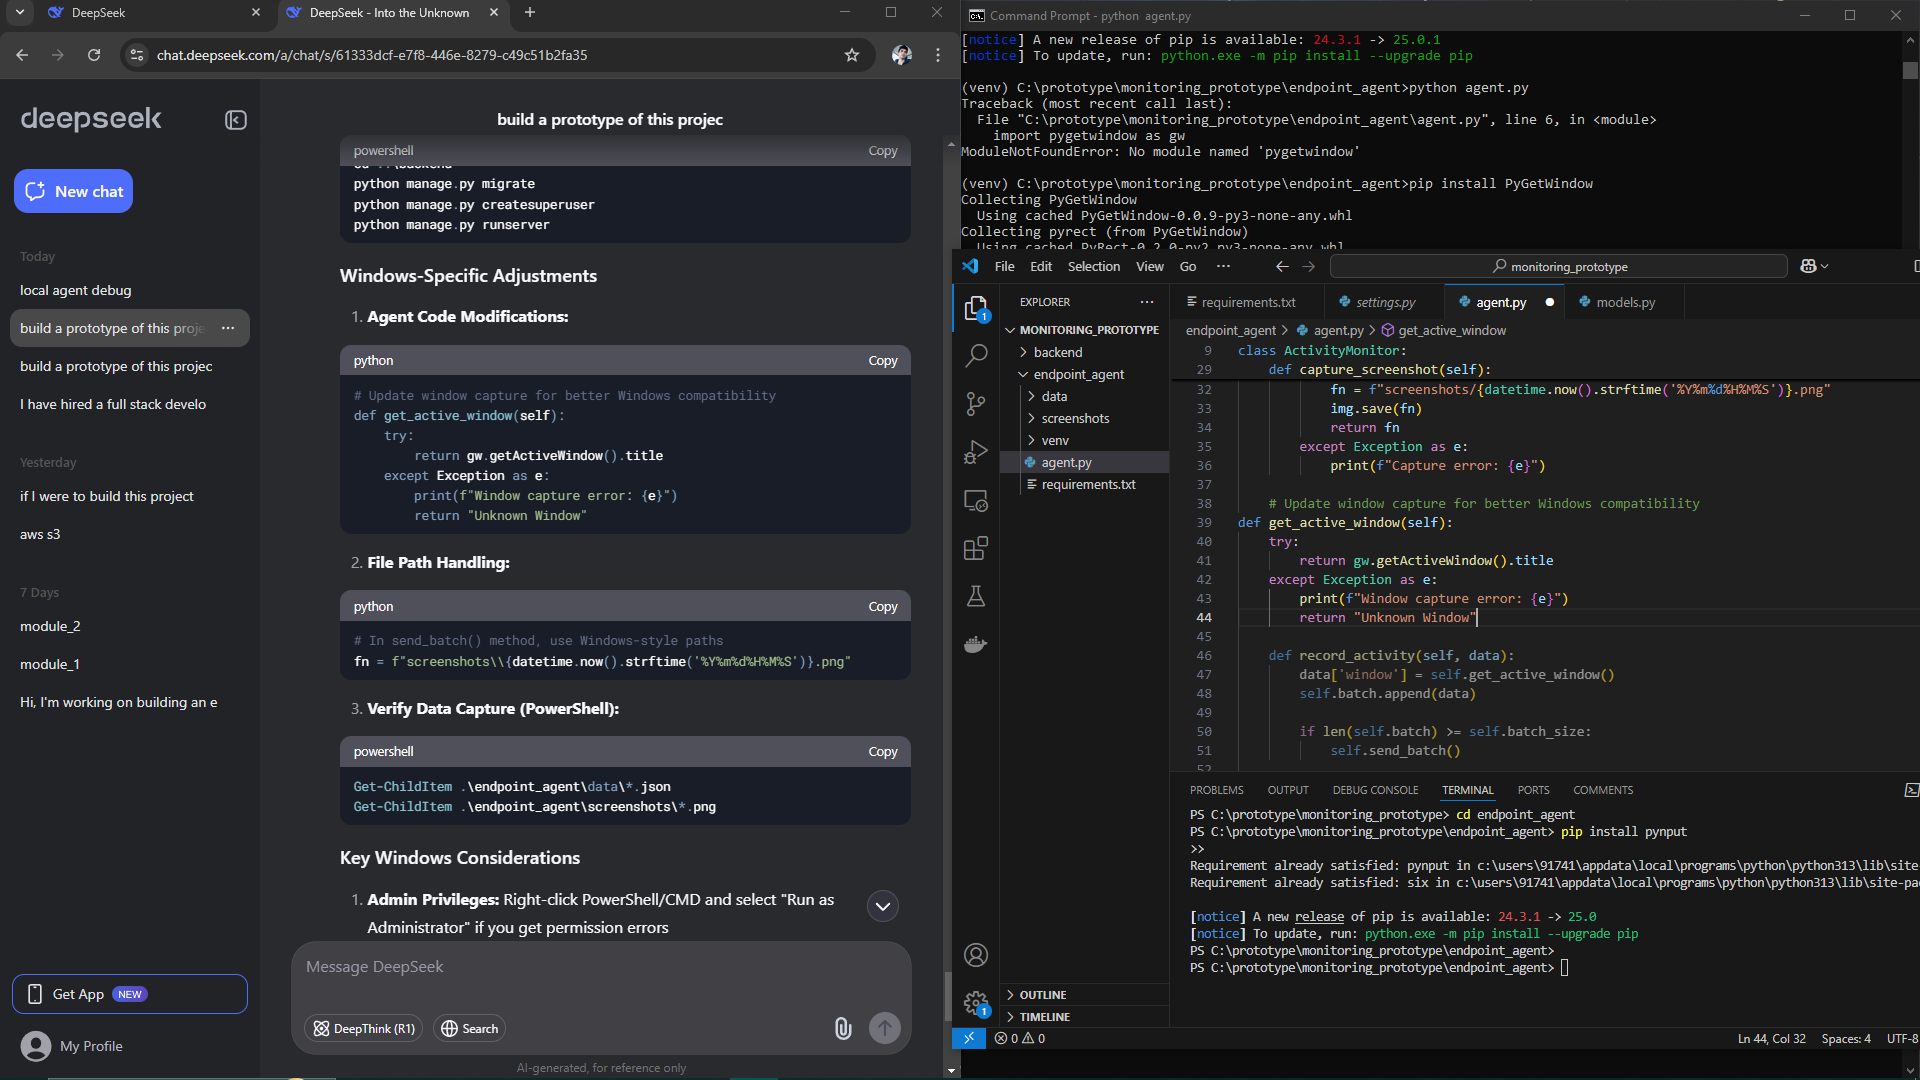 DeepSeek
DeepSeek - Into the Unknown
chat.deepseek.com/a/chat/s/61333dcf-e7f8-446e-8279-c49c51b2fa35
deepseek
New chat
Today
local agent debug
build a prototype of this proje
build a prototype of this projec
I have hired a full stack develo
Yesterday
if I were to build this project
aws s3
7 Days
module_2
module_1
Hi, I'm working on building an e
Get App NEW
My Profile
build a prototype of this projec
powershell Copy
cd ..\backend
python manage.py migrate
python manage.py createsuperuser
python manage.py runserver
Windows-Specific Adjustments
1. Agent Code Modifications:
python Copy
# Update window capture for better Windows compatibility
def get_active_window(self):
    try:
        return gw.getActiveWindow().title
    except Exception as e:
        print(f"Window capture error: {e}")
        return "Unknown Window"
2. File Path Handling:
python Copy
# In send_batch() method, use Windows-style paths
fn = f"screenshots\\{datetime.now().strftime('%Y%m%d%H%M%S')}.png"
3. Verify Data Capture (PowerShell):
powershell Copy
Get-ChildItem .\endpoint_agent\data\*.json
Get-ChildItem .\endpoint_agent\screenshots\*.png
Key Windows Considerations
1. Admin Privileges: Right-click PowerShell/CMD and select "Run as
Administrator" if you get permission errors
Message DeepSeek
DeepThink (R1) Search
AI-generated, for reference only
Command Prompt - python agent.py
[notice] A new release of pip is available: 24.3.1 -> 25.0.1
[notice] To update, run: python.exe -m pip install --upgrade pip
(venv) C:\prototype\monitoring_prototype\endpoint_agent>python agent.py
Traceback (most recent call last):
  File "C:\prototype\monitoring_prototype\endpoint_agent\agent.py", line 6, in <module>
    import pygetwindow as gw
ModuleNotFoundError: No module named 'pygetwindow'
(venv) C:\prototype\monitoring_prototype\endpoint_agent>pip install PyGetWindow
Collecting PyGetWindow
  Using cached PyGetWindow-0.0.9-py3-none-any.whl
Collecting pyrect (from PyGetWindow)
  Using cached PyRect-0.2.0-py2.py3-none-any.whl
File Edit Selection View Go ··· monitoring_prototype
EXPLORER ···
MONITORING_PROTOTYPE
backend
endpoint_agent
data
screenshots
venv
agent.py
requirements.txt
OUTLINE
TIMELINE
1
1
requirements.txt settings.py agent.py models.py
endpoint_agent > agent.py > get_active_window
9 class ActivityMonitor:
29     def capture_screenshot(self):
32             fn = f"screenshots/{datetime.now().strftime('%Y%m%d%H%M%S')}.png"
33             img.save(fn)
34             return fn
35         except Exception as e:
36             print(f"Capture error: {e}")
37
38     # Update window capture for better Windows compatibility
39 def get_active_window(self):
40     try:
41         return gw.getActiveWindow().title
42     except Exception as e:
43         print(f"Window capture error: {e}")
44         return "Unknown Window"
45
46     def record_activity(self, data):
47         data['window'] = self.get_active_window()
48         self.batch.append(data)
49
50         if len(self.batch) >= self.batch_size:
51             self.send_batch()
52
PROBLEMS OUTPUT DEBUG CONSOLE TERMINAL PORTS COMMENTS
PS C:\prototype\monitoring_prototype> cd endpoint_agent
PS C:\prototype\monitoring_prototype\endpoint_agent> pip install pynput
>>
Requirement already satisfied: pynput in c:\users\91741\appdata\local\programs\python\python313\lib\site-
Requirement already satisfied: six in c:\users\91741\appdata\local\programs\python\python313\lib\site-pa
[notice] A new release of pip is available: 24.3.1 -> 25.0
[notice] To update, run: python.exe -m pip install --upgrade pip
PS C:\prototype\monitoring_prototype\endpoint_agent>
PS C:\prototype\monitoring_prototype\endpoint_agent>
0 0 Ln 44, Col 32 Spaces: 4 UTF-8